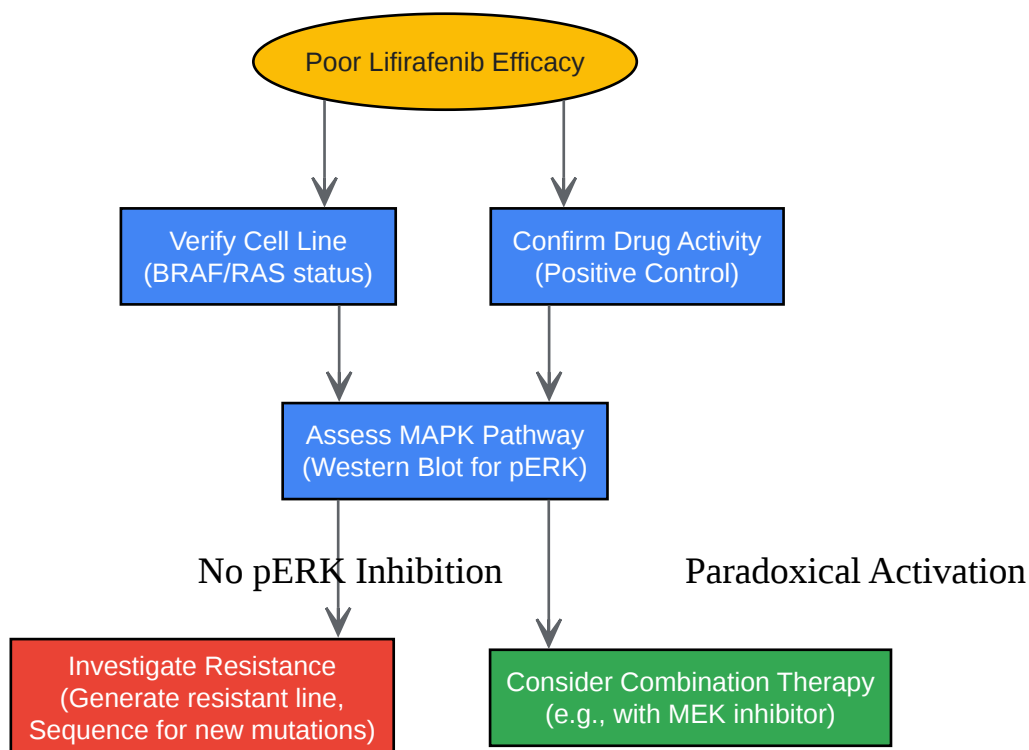 Poor Lifirafenib Efficacy
Verify Cell Line
(BRAF/RAS status)
Confirm Drug Activity
(Positive Control)
Assess MAPK Pathway
(Western Blot for pERK)
No pERK Inhibition
Paradoxical Activation
Investigate Resistance
(Generate resistant line,
Sequence for new mutations)
Consider Combination Therapy
(e.g., with MEK inhibitor)